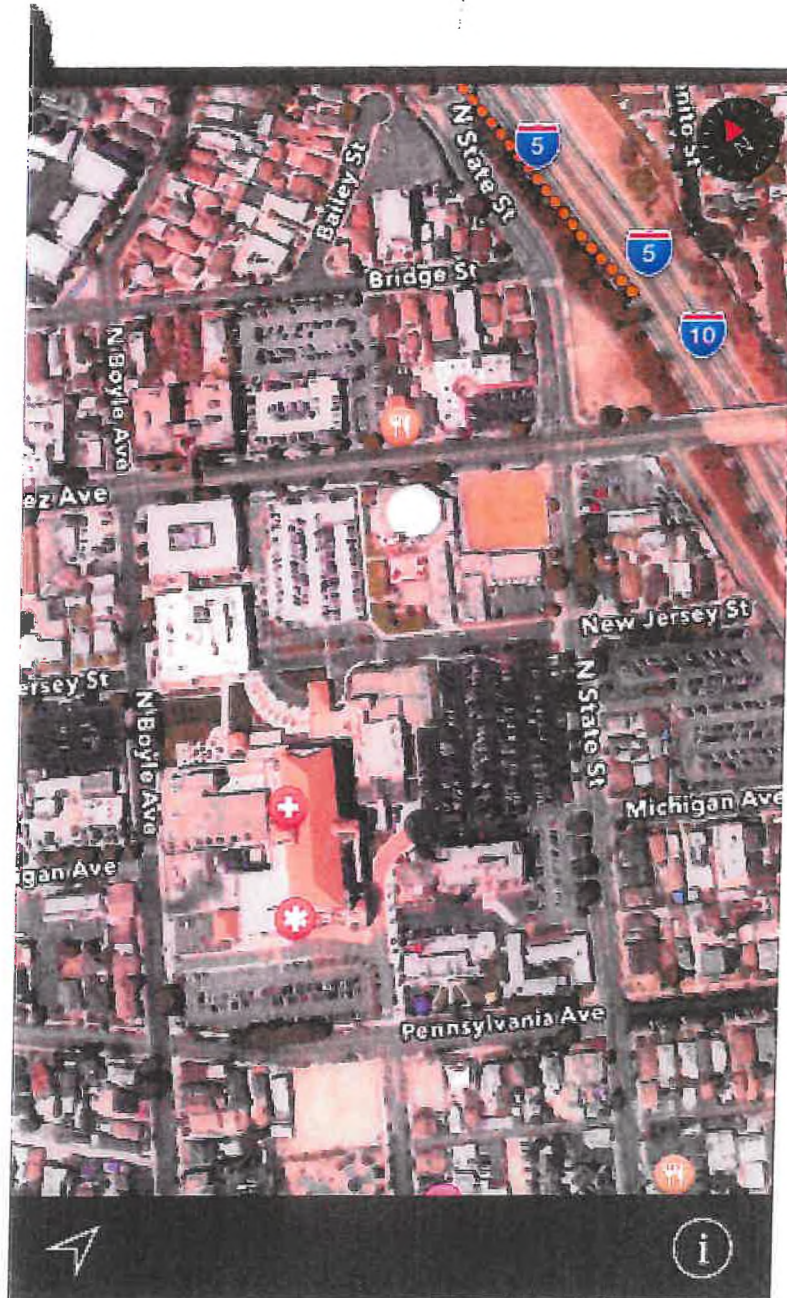 N State St
5
Bailey St
5
Bridge St
10
N Boyle Ave
ez Ave
New Jersey St
ersey St
N State St
N Boyle Ave
Michigan Ave
igan Ave
Pennsylvania Ave
i